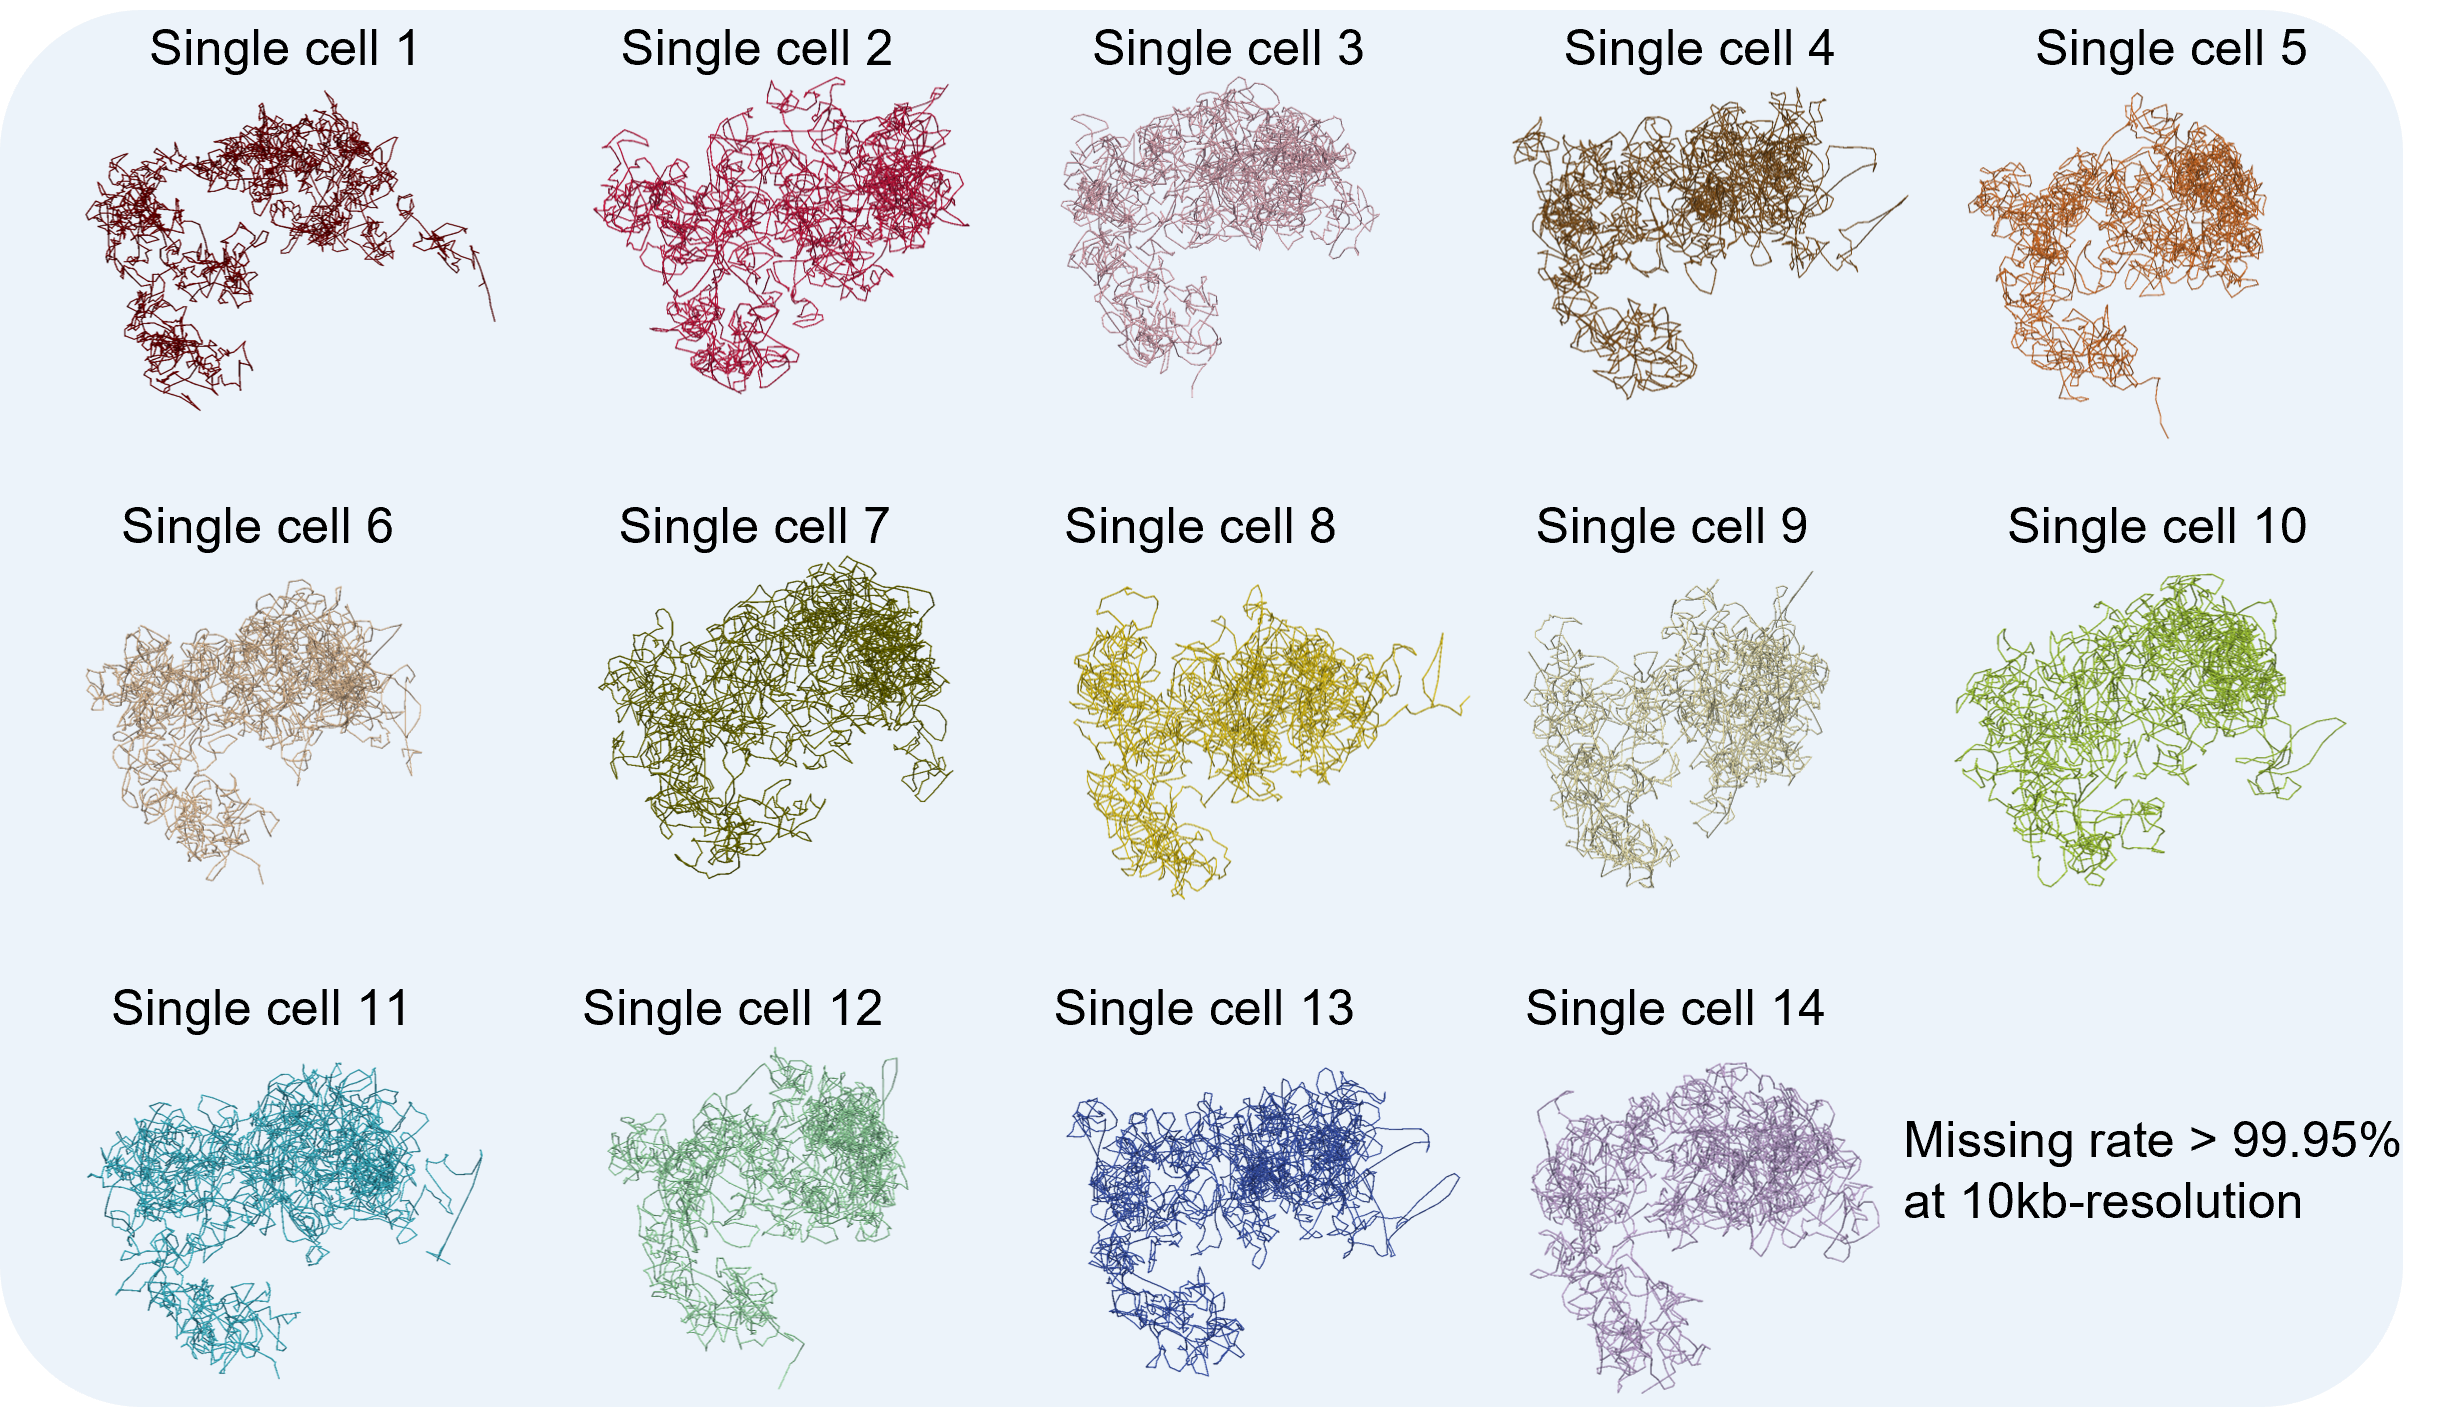 Single cell 1
Single cell 2
Single cell 3
Single cell 4
Single cell 5
Single cell 6
Single cell 7
Single cell 8
Single cell 9
Single cell 10
Single cell 11
Single cell 12
Single cell 13
Single cell 14
Missing rate > 99.95%
at 10kb-resolution